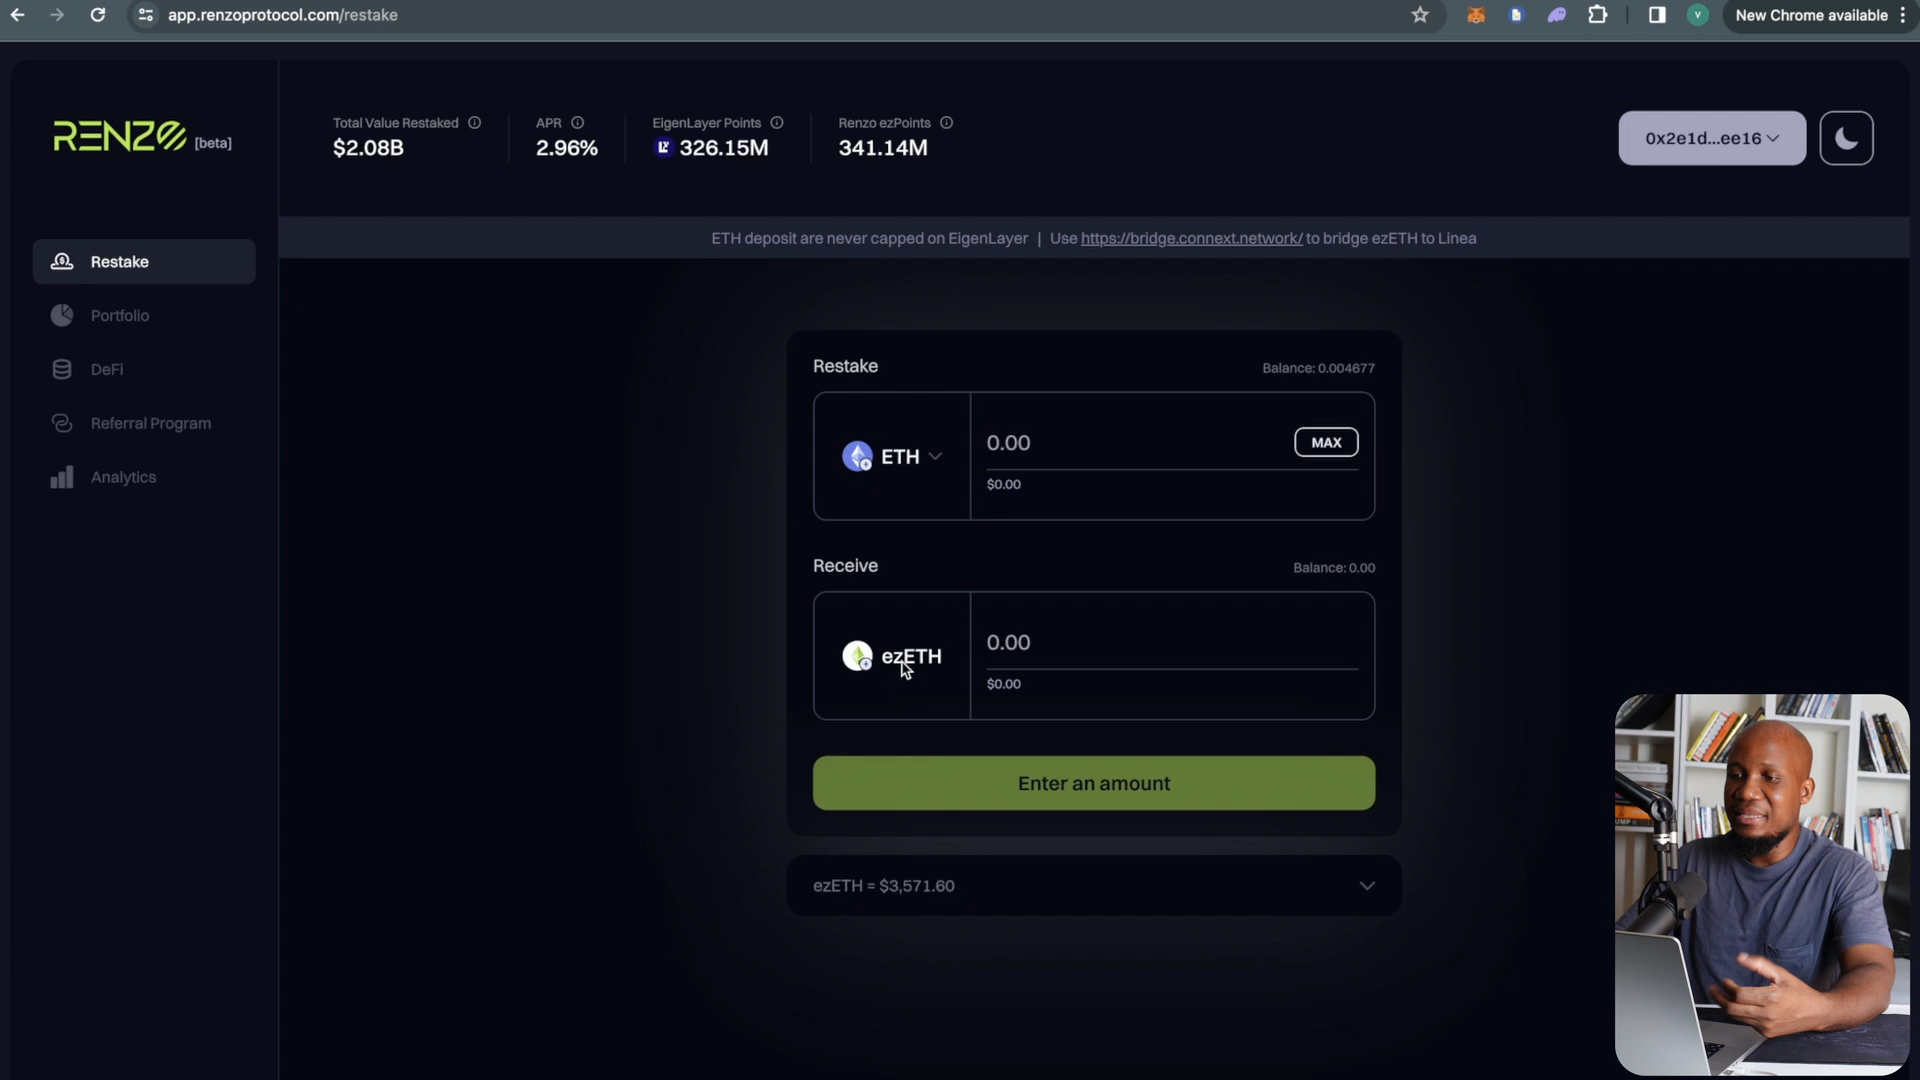 app.renzoprotocol.com/restake
V
New Chrome available
RENZO [beta]
Total Value Restaked
$2.08B
APR
2.96%
EigenLayer Points
326.15M
Renzo ezPoints
341.14M
0x2e1d...ee16
ETH deposit are never capped on EigenLayer | Use https://bridge.connext.network/ to bridge ezETH to Linea
Restake
Portfolio
DeFi
Referral Program
Analytics
Restake
Balance: 0.004677
ETH
0.00
MAX
$0.00
Receive
Balance: 0.00
ezETH
0.00
$0.00
Enter an amount
ezETH = $3,571.60